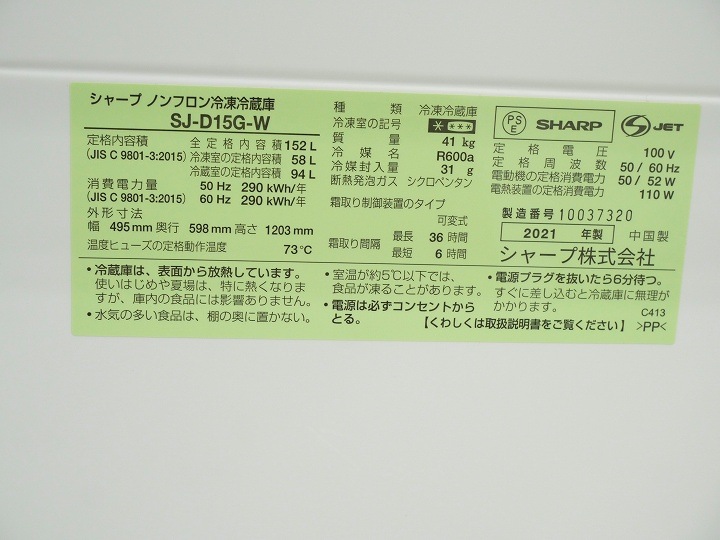 シャープ ノンフロン冷凍冷蔵庫
SJ-D15G-W
定格内容積 全定格内容積 152 L
(JIS C 9801-3:2015) 冷凍室の定格内容積 58 L
冷蔵室の定格内容積 94 L
消費電力量 50 Hz 290 kWh/年
(JIS C 9801-3:2015) 60 Hz 290 kWh/年
外形寸法
幅 495 mm 奥行 598 mm 高さ 1203 mm
温度ヒューズの定格動作温度 73℃
種類 冷凍冷蔵庫
冷凍室の記号 * ***
質量 41 kg
冷媒名 R600a
冷媒封入量 31 g
断熱発泡ガス シクロペンタン
霜取り制御装置のタイプ
可変式
霜取り間隔 最長 36 時間
最短 6 時間
PS E SHARP S JET
定格電圧 100 V
定格周波数 50 / 60 Hz
電動機の定格消費電力 50 / 52 W
電熱装置の定格消費電力 110 W
製造番号 10037320
2021 年製 中国製
シャープ株式会社
・冷蔵庫は、表面から放熱しています。
使いはじめや夏場は、特に熱くなりま
すが、庫内の食品には影響ありません。
・水気の多い食品は、棚の奥に置かない。
・室温が約5℃以下では、
食品が凍ることがあります。
・電源は必ずコンセントから
とる。
・電源プラグを抜いたら6分待つ。
すぐに差し込むと冷蔵庫に無理が
かかります。
C413
【くわしくは取扱説明書をご覧ください】 >PP<